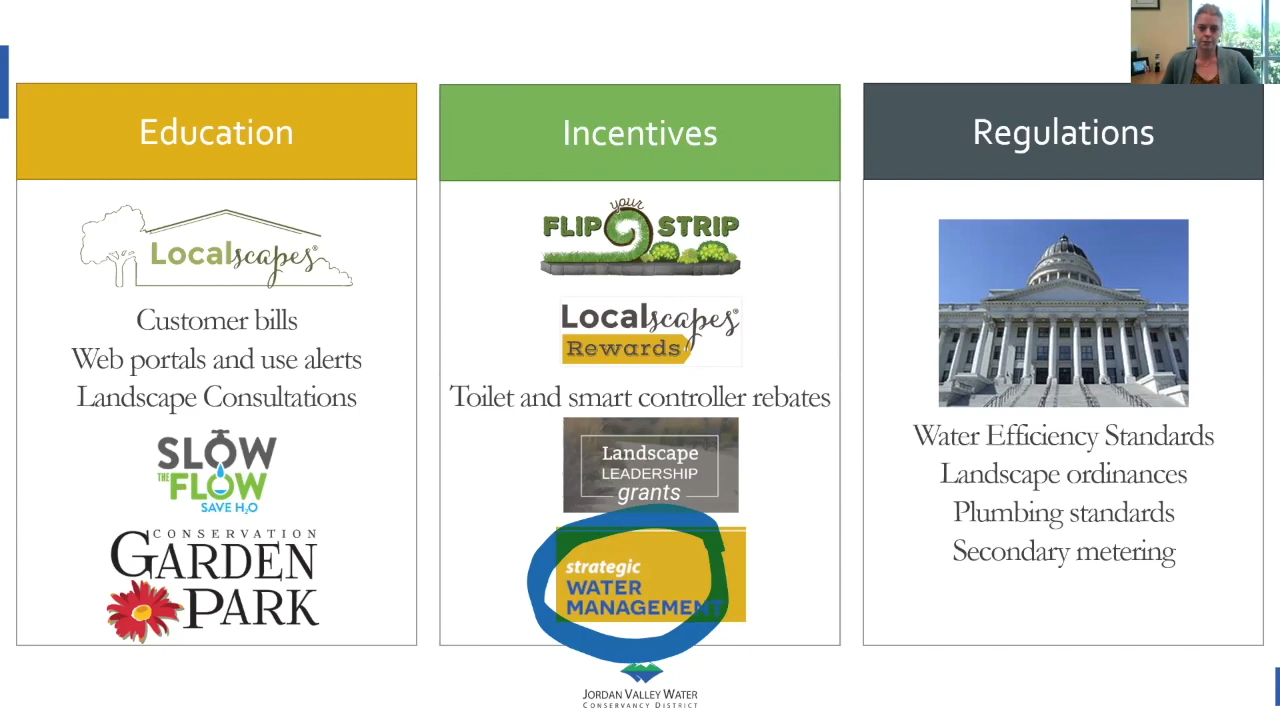 Education
Localscapes®
Customer bills
Web portals and use alerts
Landscape Consultations
SLOW
THE FLOW
SAVE H₂O
CONSERVATION
GARDEN
PARK
Incentives
your
FLIP STRIP
Localscapes®
Rewards
Toilet and smart controller rebates
Landscape
LEADERSHIP
grants
strategic
WATER
MANAGEMENT
Regulations
Water Efficiency Standards
Landscape ordinances
Plumbing standards
Secondary metering
JORDAN VALLEY WATER
CONSERVANCY DISTRICT